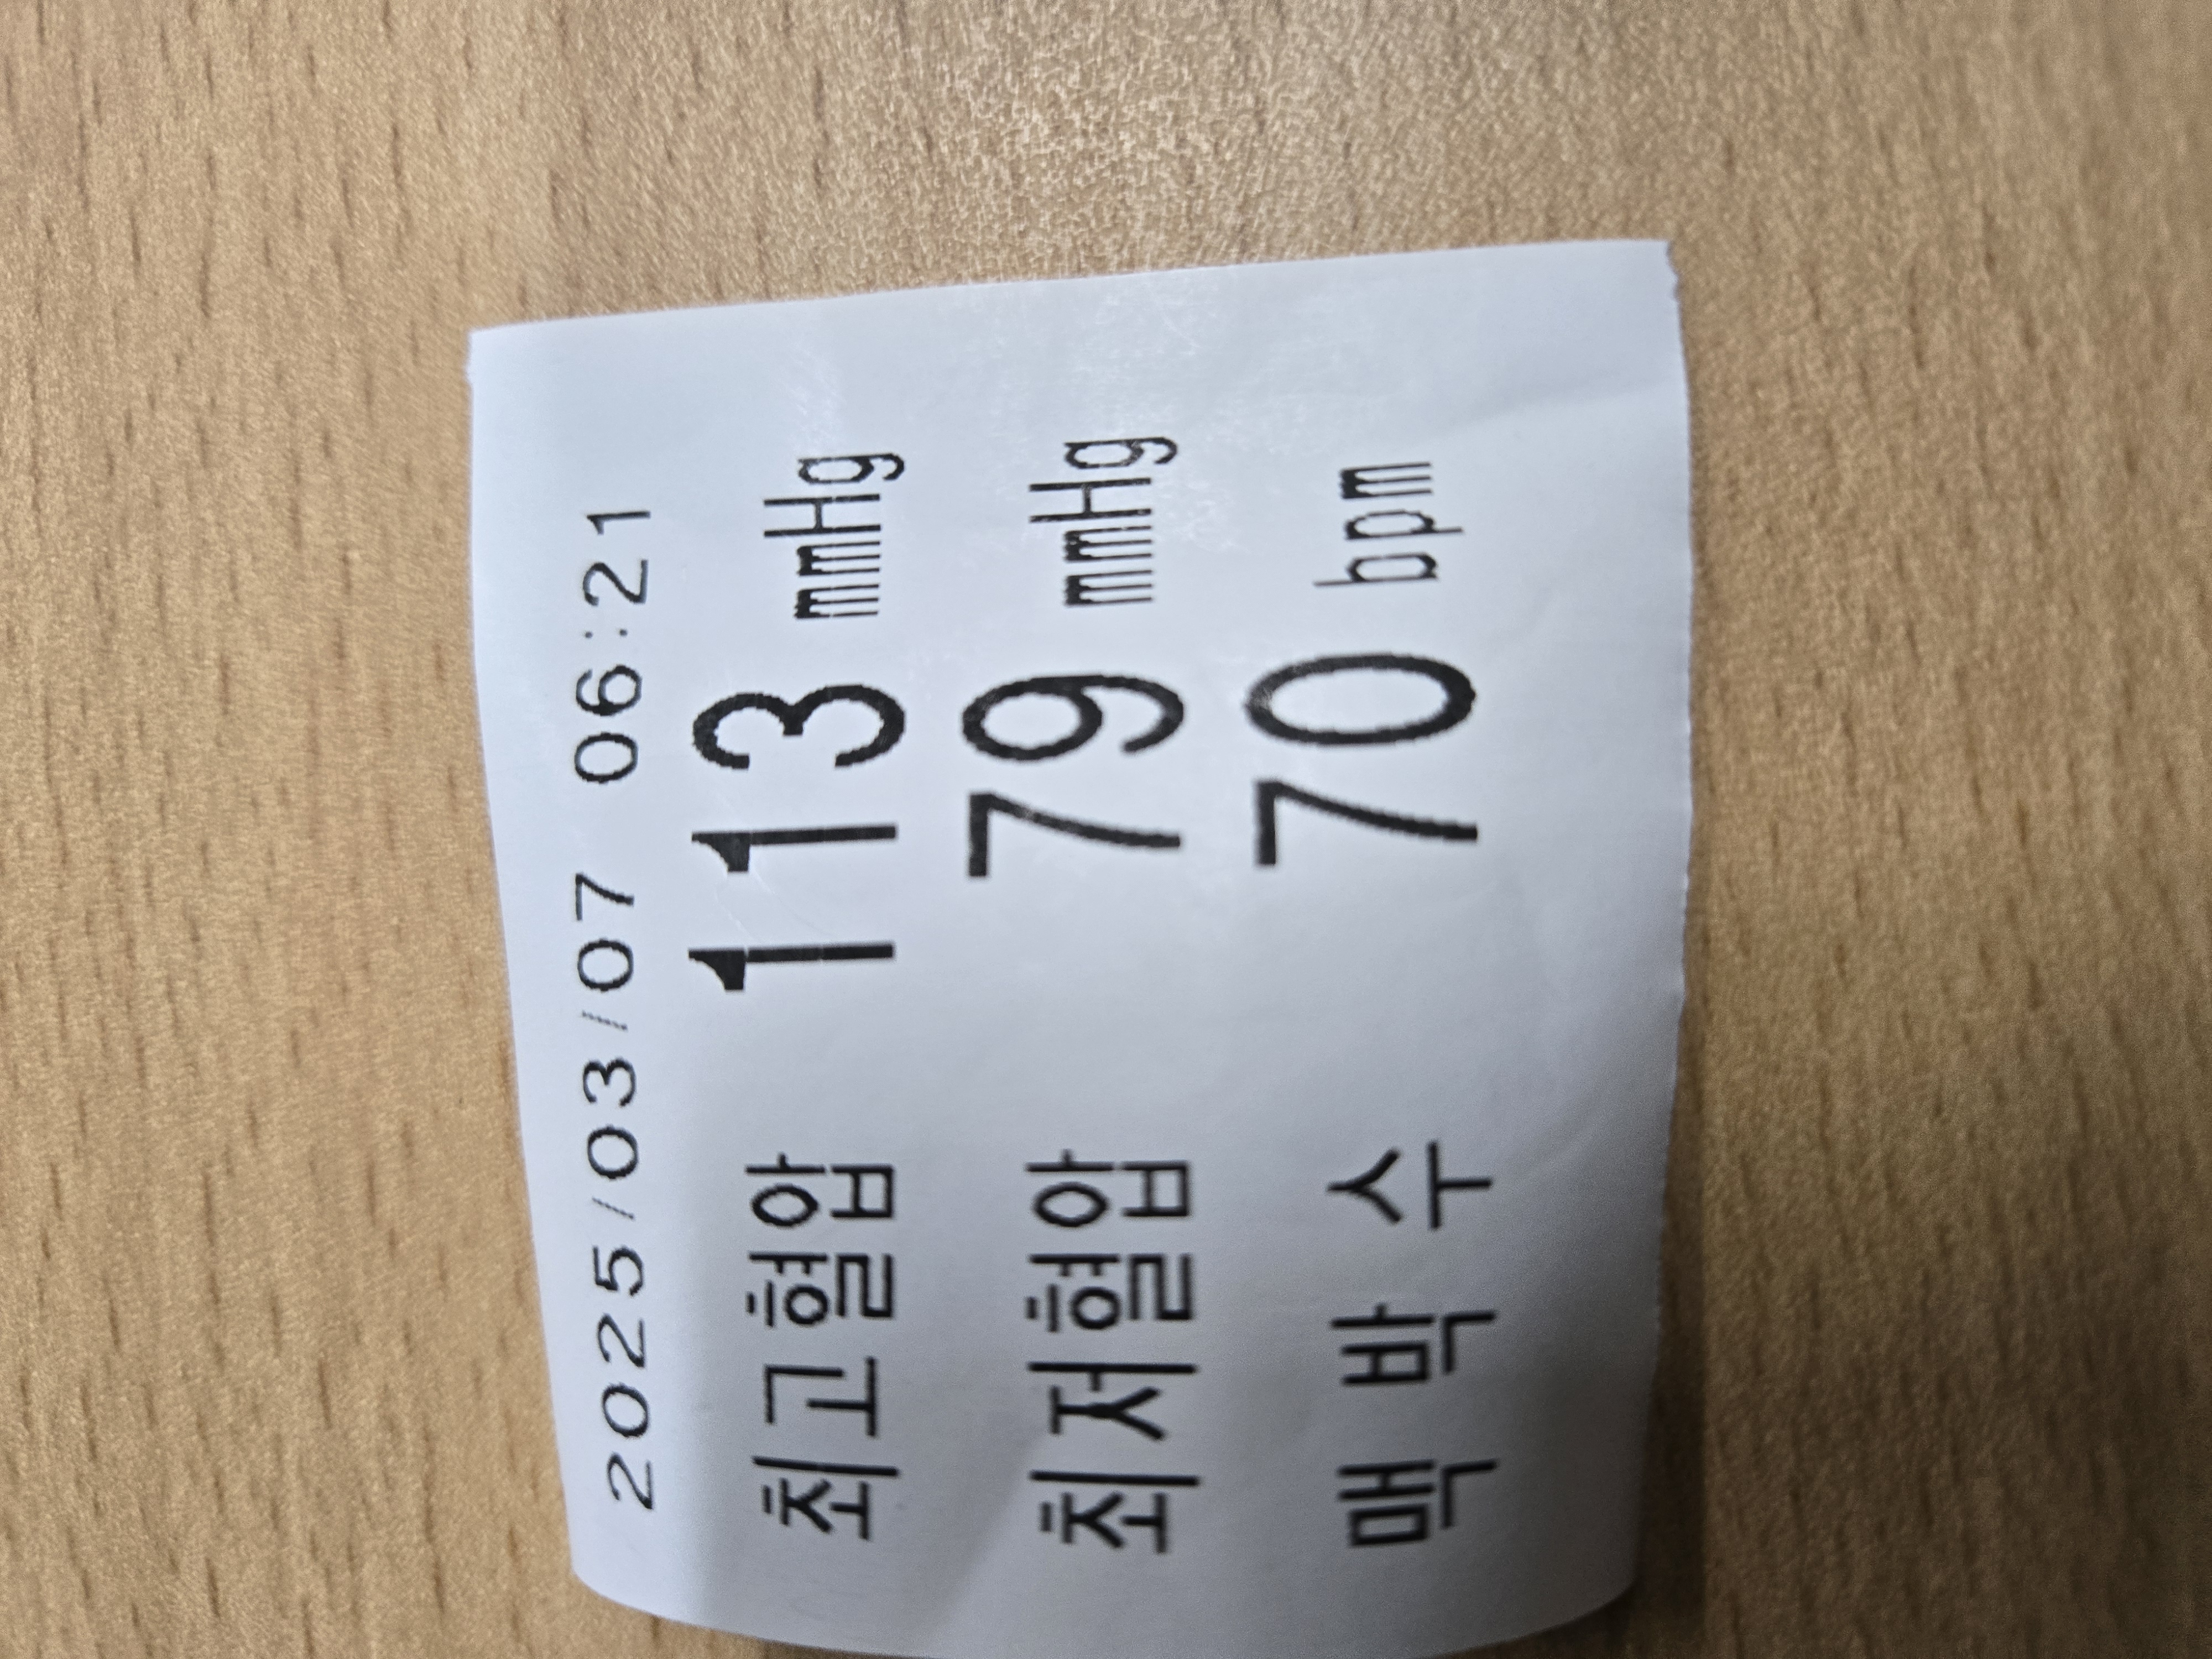 2025/03/07 06:21
최고혈압 113 mmHg
최저혈압 79 mmHg
맥 박 수 70 bpm